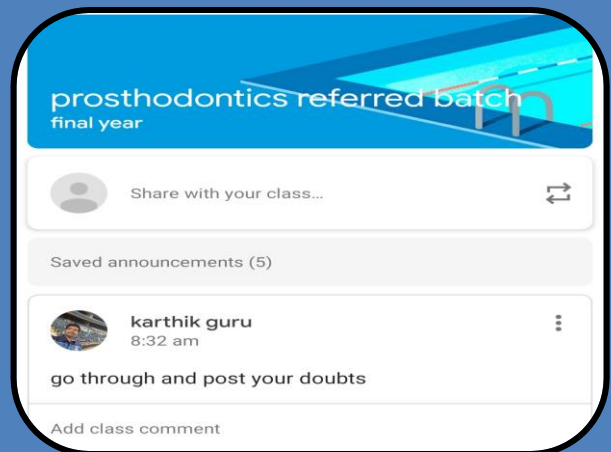 prosthodontics referred batch
final year
Share with your class...
Saved announcements (5)
karthik guru
8:32 am
go through and post your doubts
Add class comment